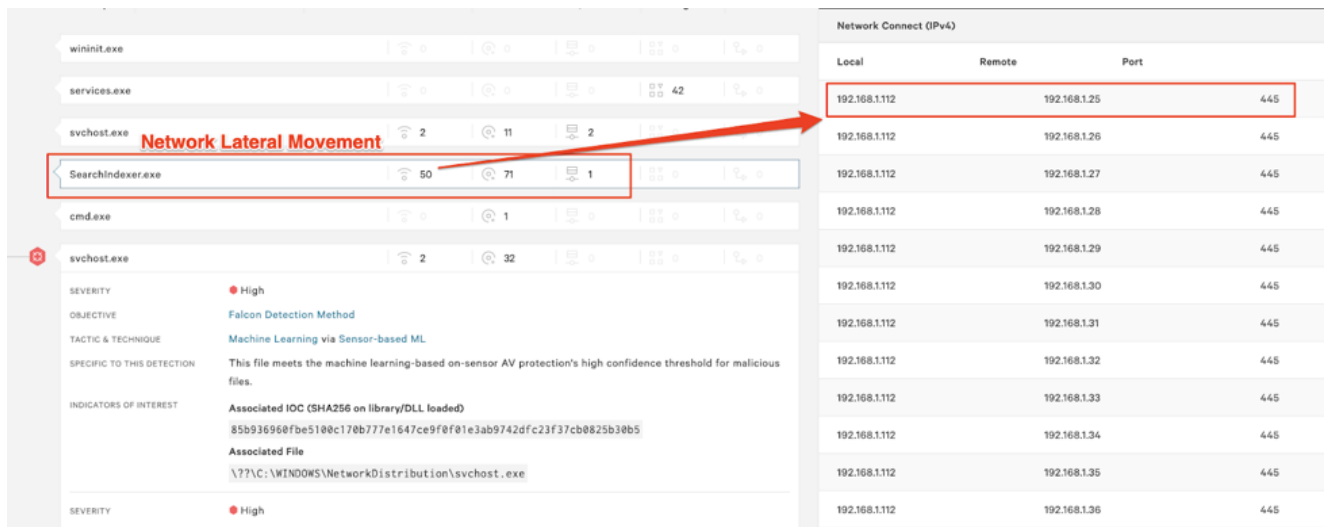 wininit.exe 0 0 0 0 0
services.exe 0 0 0 42 0
svchost.exe 2 11 2
Network Lateral Movement
SearchIndexer.exe 50 71 1 0 0
cmd.exe 0 1 0 0 0
svchost.exe 2 32 0 0 0
SEVERITY High
OBJECTIVE Falcon Detection Method
TACTIC & TECHNIQUE Machine Learning via Sensor-based ML
SPECIFIC TO THIS DETECTION This file meets the machine learning-based on-sensor AV protection's high confidence threshold for malicious
files.
INDICATORS OF INTEREST Associated IOC (SHA256 on library/DLL loaded)
85b936960fbe5100c170b777e1647ce9f0f01e3ab9742dfc23f37cb0825b30b5
Associated File
\??\C:\WINDOWS\NetworkDistribution\svchost.exe
SEVERITY High
Network Connect (IPv4)
Local Remote Port
192.168.1.112 192.168.1.25 445
192.168.1.112 192.168.1.26 445
192.168.1.112 192.168.1.27 445
192.168.1.112 192.168.1.28 445
192.168.1.112 192.168.1.29 445
192.168.1.112 192.168.1.30 445
192.168.1.112 192.168.1.31 445
192.168.1.112 192.168.1.32 445
192.168.1.112 192.168.1.33 445
192.168.1.112 192.168.1.34 445
192.168.1.112 192.168.1.35 445
192.168.1.112 192.168.1.36 445